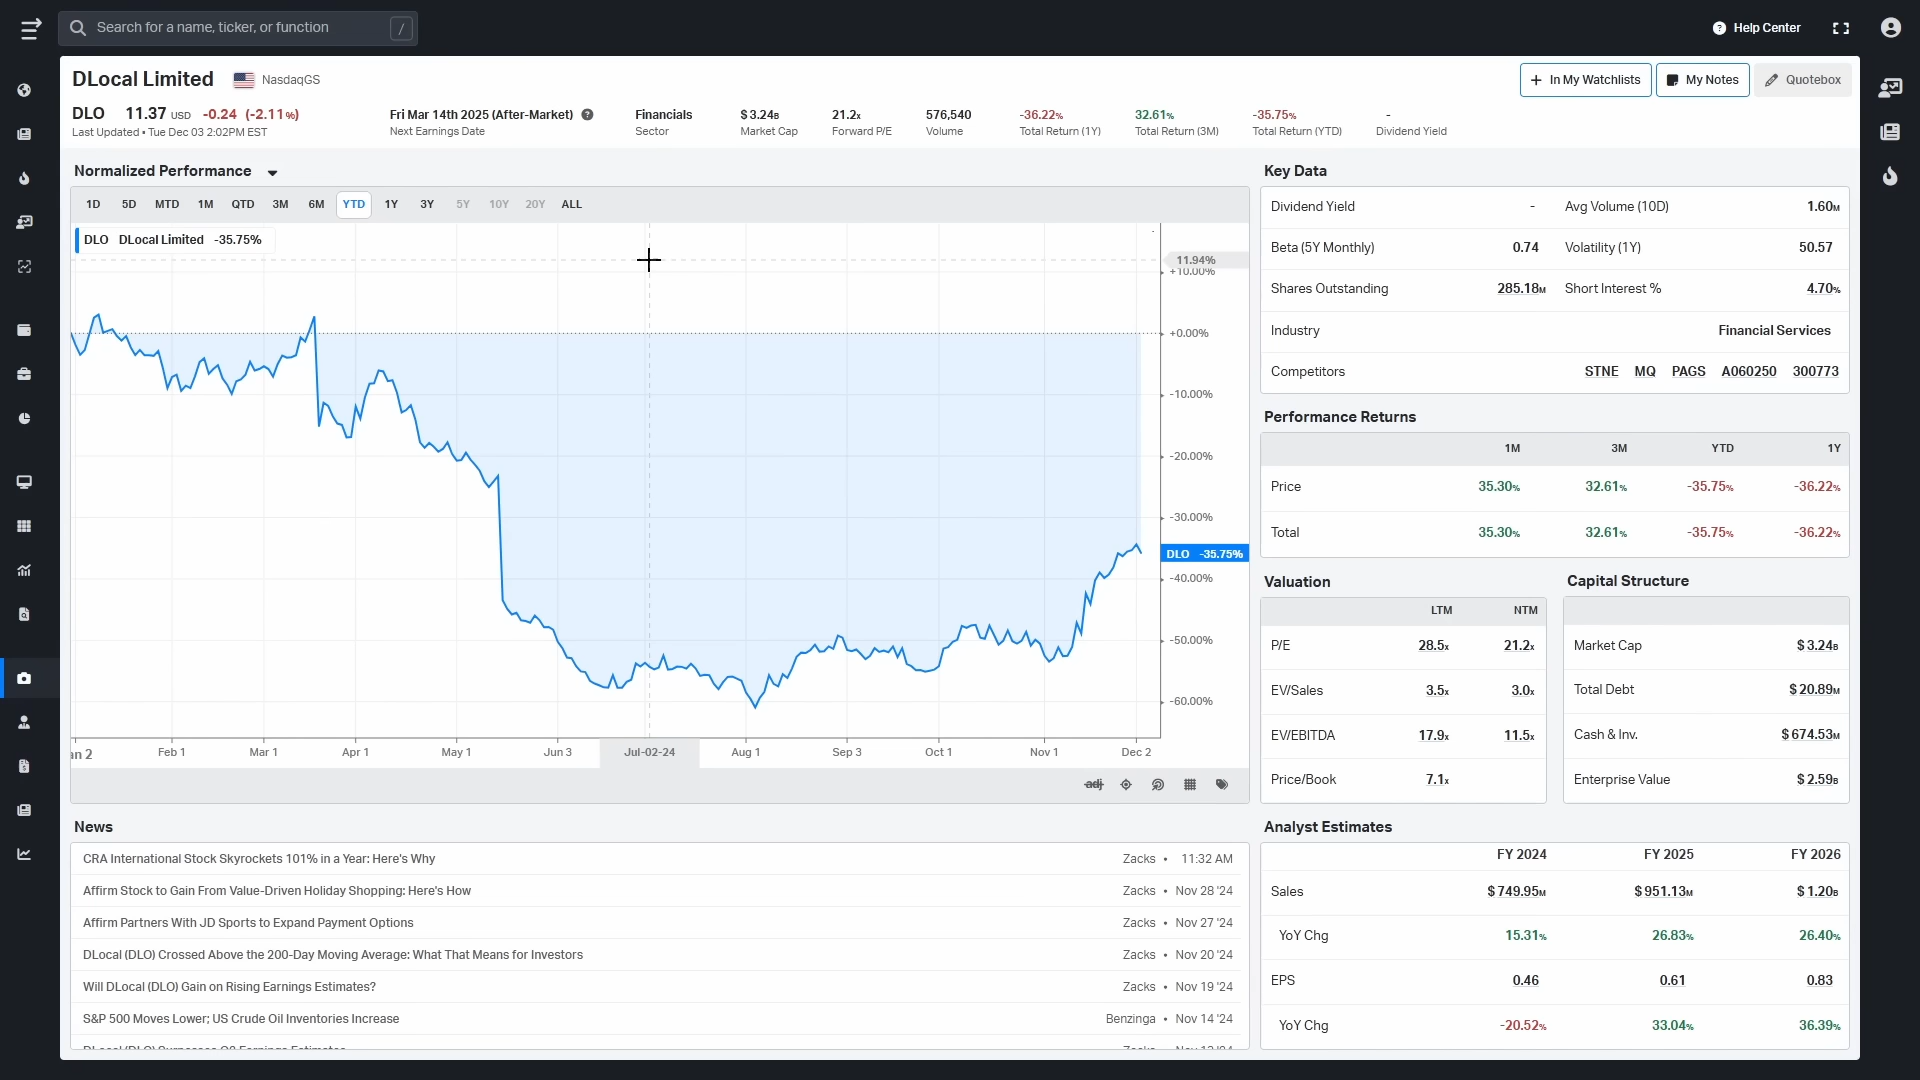 Search for a name, ticker, or function /
Help Center
DLocal Limited NasdaqGS
In My Watchlists My Notes Quotebox
DLO 11.37 USD -0.24 (-2.11%)
Last Updated • Tue Dec 03 2:02PM EST
Fri Mar 14th 2025 (After-Market) ?
Next Earnings Date
Financials
Sector
$ 3.24B
Market Cap
21.2x
Forward P/E
576,540
Volume
-36.22%
Total Return (1Y)
32.61%
Total Return (3M)
-35.75%
Total Return (YTD)
-
Dividend Yield
Normalized Performance
1D 5D MTD 1M QTD 3M 6M YTD 1Y 3Y 5Y 10Y 20Y ALL
DLO DLocal Limited -35.75%
11.94%
+10.00%
+0.00%
-10.00%
-20.00%
-30.00%
DLO -35.75%
-40.00%
-50.00%
-60.00%
an 2 Feb 1 Mar 1 Apr 1 May 1 Jun 3 Jul-02-24 Aug 1 Sep 3 Oct 1 Nov 1 Dec 2
adj
Key Data
Dividend Yield - Avg Volume (10D) 1.60M
Beta (5Y Monthly) 0.74 Volatility (1Y) 50.57
Shares Outstanding 285.18M Short Interest % 4.70%
Industry Financial Services
Competitors STNE MQ PAGS A060250 300773
Performance Returns
1M 3M YTD 1Y
Price 35.30% 32.61% -35.75% -36.22%
Total 35.30% 32.61% -35.75% -36.22%
Valuation
LTM NTM
P/E 28.5x 21.2x
EV/Sales 3.5x 3.0x
EV/EBITDA 17.9x 11.5x
Price/Book 7.1x
Capital Structure
Market Cap $ 3.24B
Total Debt $ 20.89M
Cash & Inv. $ 674.53M
Enterprise Value $ 2.59B
News
CRA International Stock Skyrockets 101% in a Year: Here's Why Zacks • 11:32 AM
Affirm Stock to Gain From Value-Driven Holiday Shopping: Here's How Zacks • Nov 28 '24
Affirm Partners With JD Sports to Expand Payment Options Zacks • Nov 27 '24
DLocal (DLO) Crossed Above the 200-Day Moving Average: What That Means for Investors Zacks • Nov 20 '24
Will DLocal (DLO) Gain on Rising Earnings Estimates? Zacks • Nov 19 '24
S&P 500 Moves Lower; US Crude Oil Inventories Increase Benzinga • Nov 14 '24
DLocal (DLO) Surpasses Q3 Earnings Estimates Zacks • Nov 13 '24
Analyst Estimates
FY 2024 FY 2025 FY 2026
Sales $ 749.95M $ 951.13M $ 1.20B
YoY Chg 15.31% 26.83% 26.40%
EPS 0.46 0.61 0.83
YoY Chg -20.52% 33.04% 36.39%